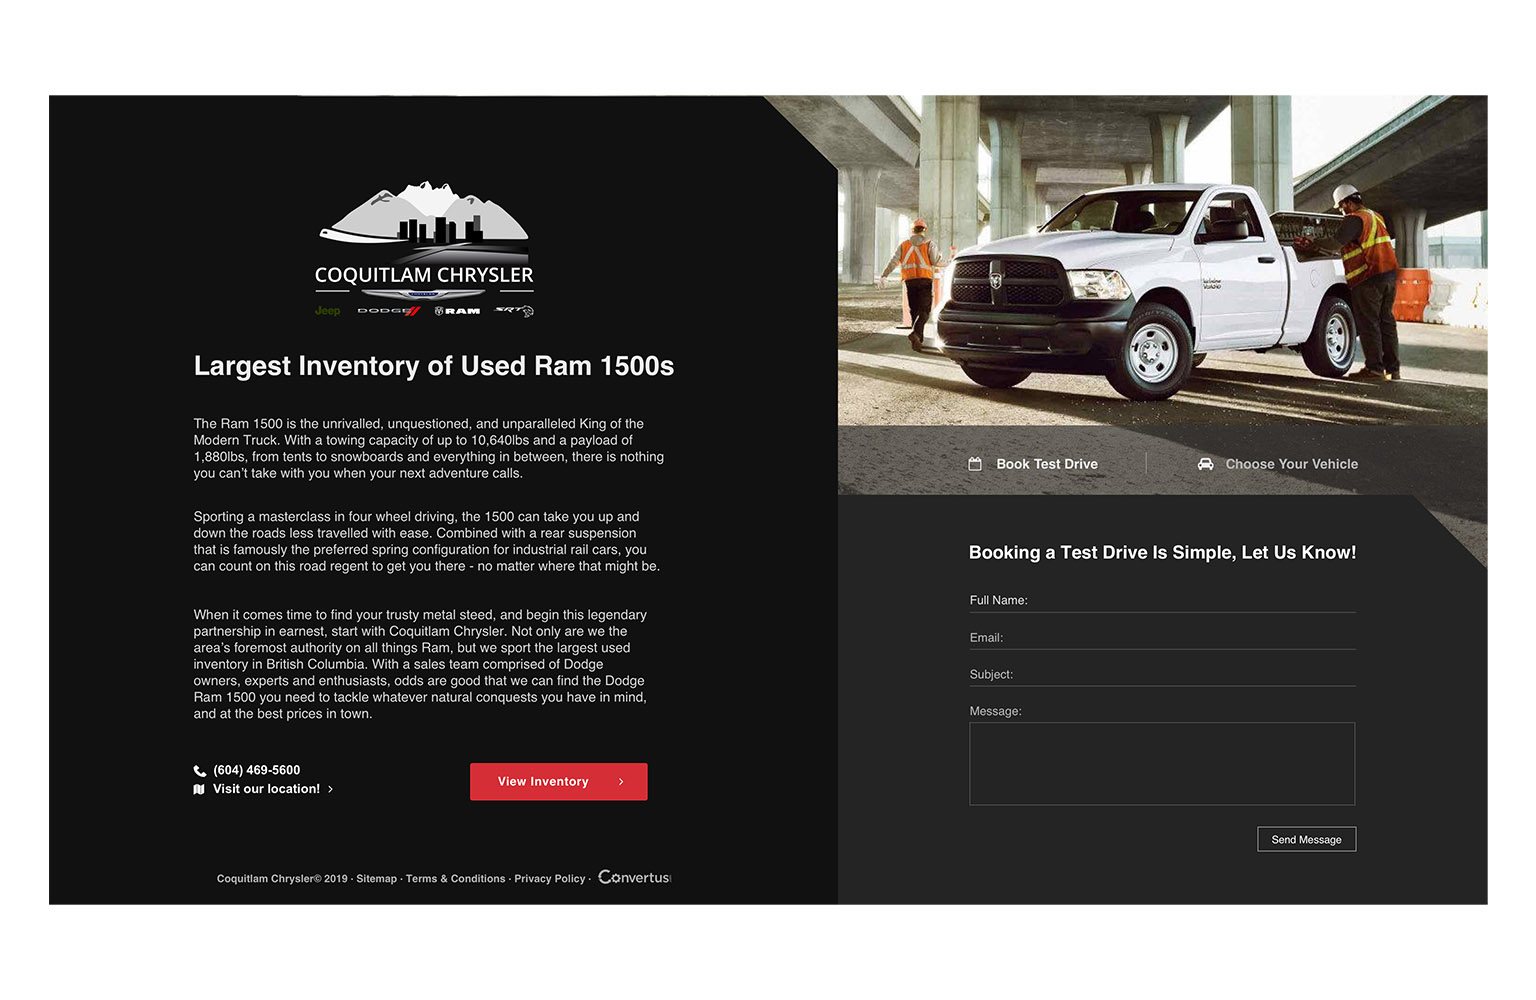 COQUITLAM CHRYSLER
Jeep DODGE RAM SRT
Largest Inventory of Used Ram 1500s
The Ram 1500 is the unrivalled, unquestioned, and unparalleled King of the
Modern Truck. With a towing capacity of up to 10,640lbs and a payload of
1,880lbs, from tents to snowboards and everything in between, there is nothing
you can’t take with you when your next adventure calls.
Sporting a masterclass in four wheel driving, the 1500 can take you up and
down the roads less travelled with ease. Combined with a rear suspension
that is famously the preferred spring configuration for industrial rail cars, you
can count on this road regent to get you there - no matter where that might be.
When it comes time to find your trusty metal steed, and begin this legendary
partnership in earnest, start with Coquitlam Chrysler. Not only are we the
area’s foremost authority on all things Ram, but we sport the largest used
inventory in British Columbia. With a sales team comprised of Dodge
owners, experts and enthusiasts, odds are good that we can find the Dodge
Ram 1500 you need to tackle whatever natural conquests you have in mind,
and at the best prices in town.
(604) 469-5600
Visit our location! >
View Inventory >
Coquitlam Chrysler© 2019 · Sitemap · Terms & Conditions · Privacy Policy · Convertus
Book Test Drive
Choose Your Vehicle
Booking a Test Drive Is Simple, Let Us Know!
Full Name:
Email:
Subject:
Message:
Send Message